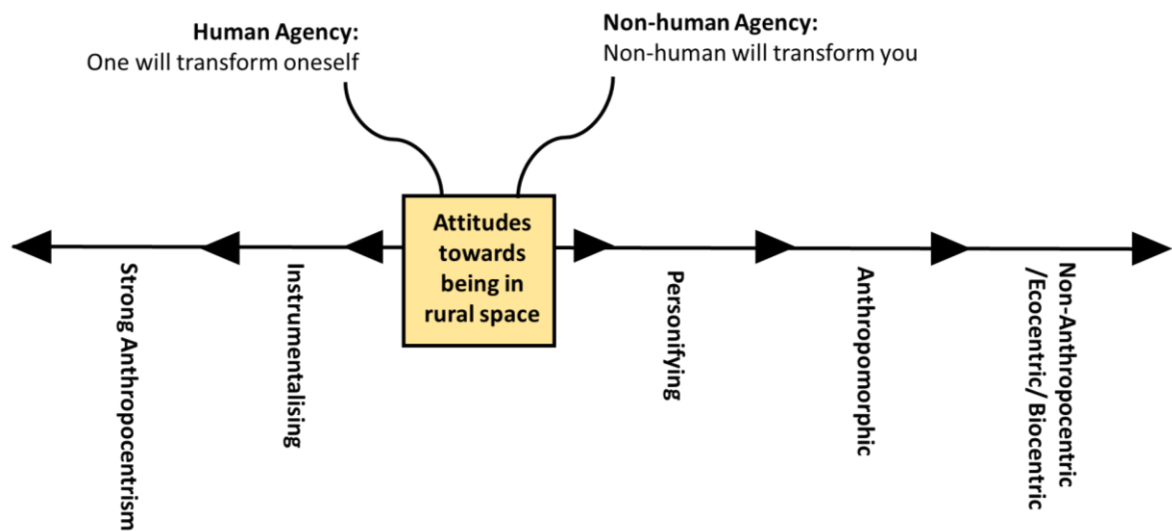 Human Agency:
One will transform oneself
Non-human Agency:
Non-human will transform you
Attitudes
towards
being in
rural space
Strong Anthropocentrism
Instrumentalising
Personifying
Anthropomorphic
Non-Anthropocentric
/Ecocentric/ Biocentric